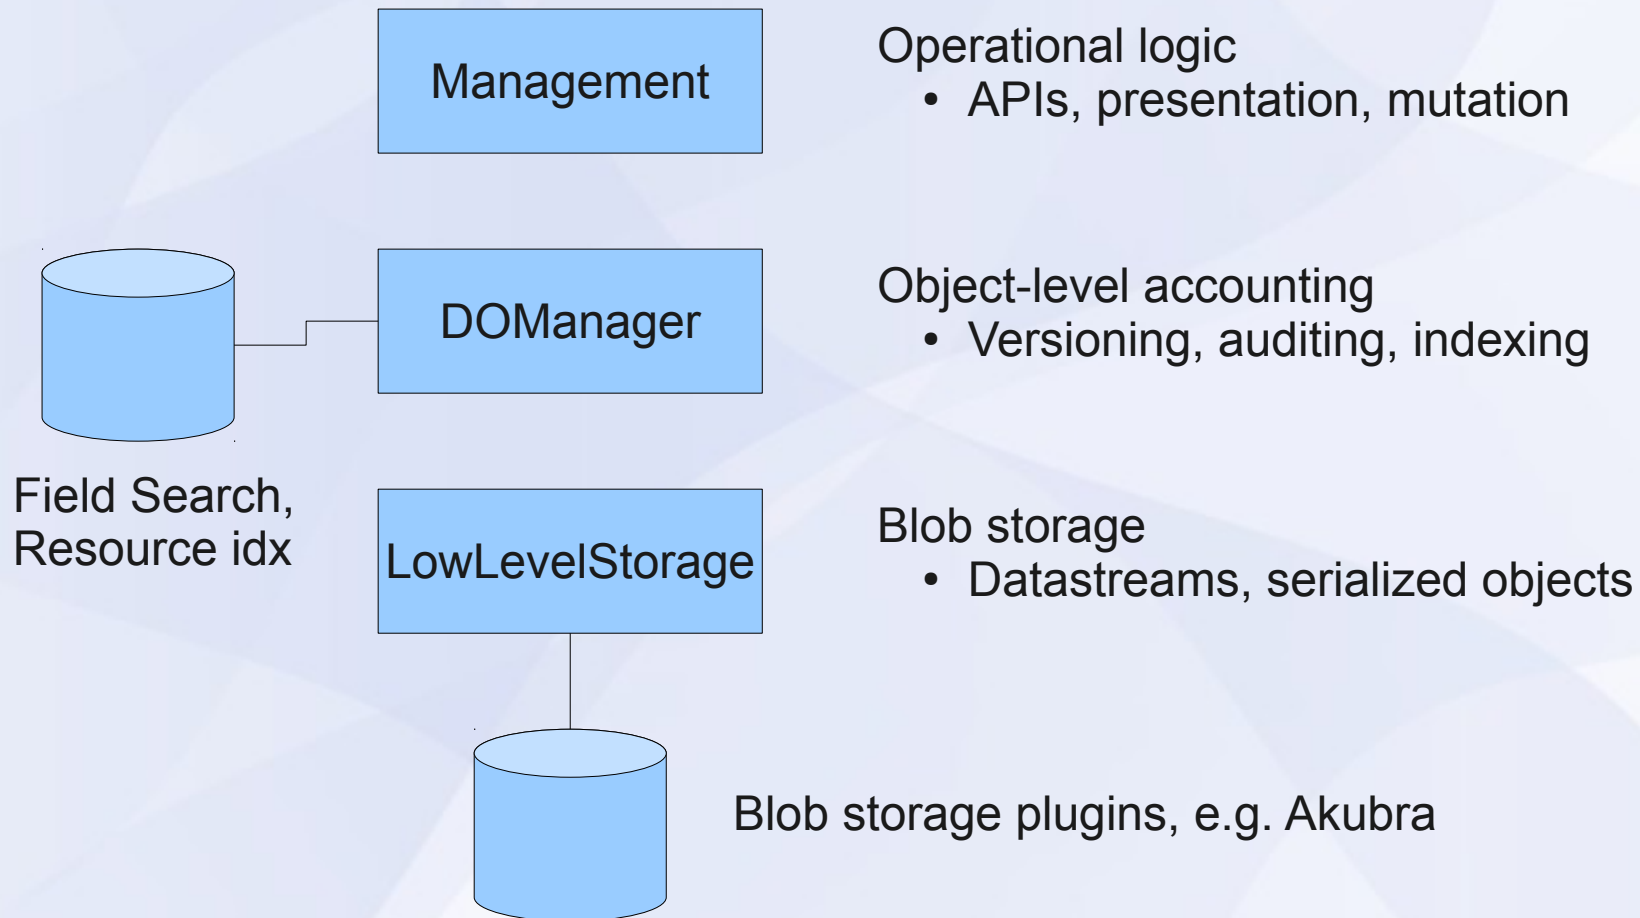 Management
Operational logic
• APIs, presentation, mutation
DOManager
Object-level accounting
• Versioning, auditing, indexing
Field Search,
Resource idx
LowLevelStorage
Blob storage
• Datastreams, serialized objects
Blob storage plugins, e.g. Akubra